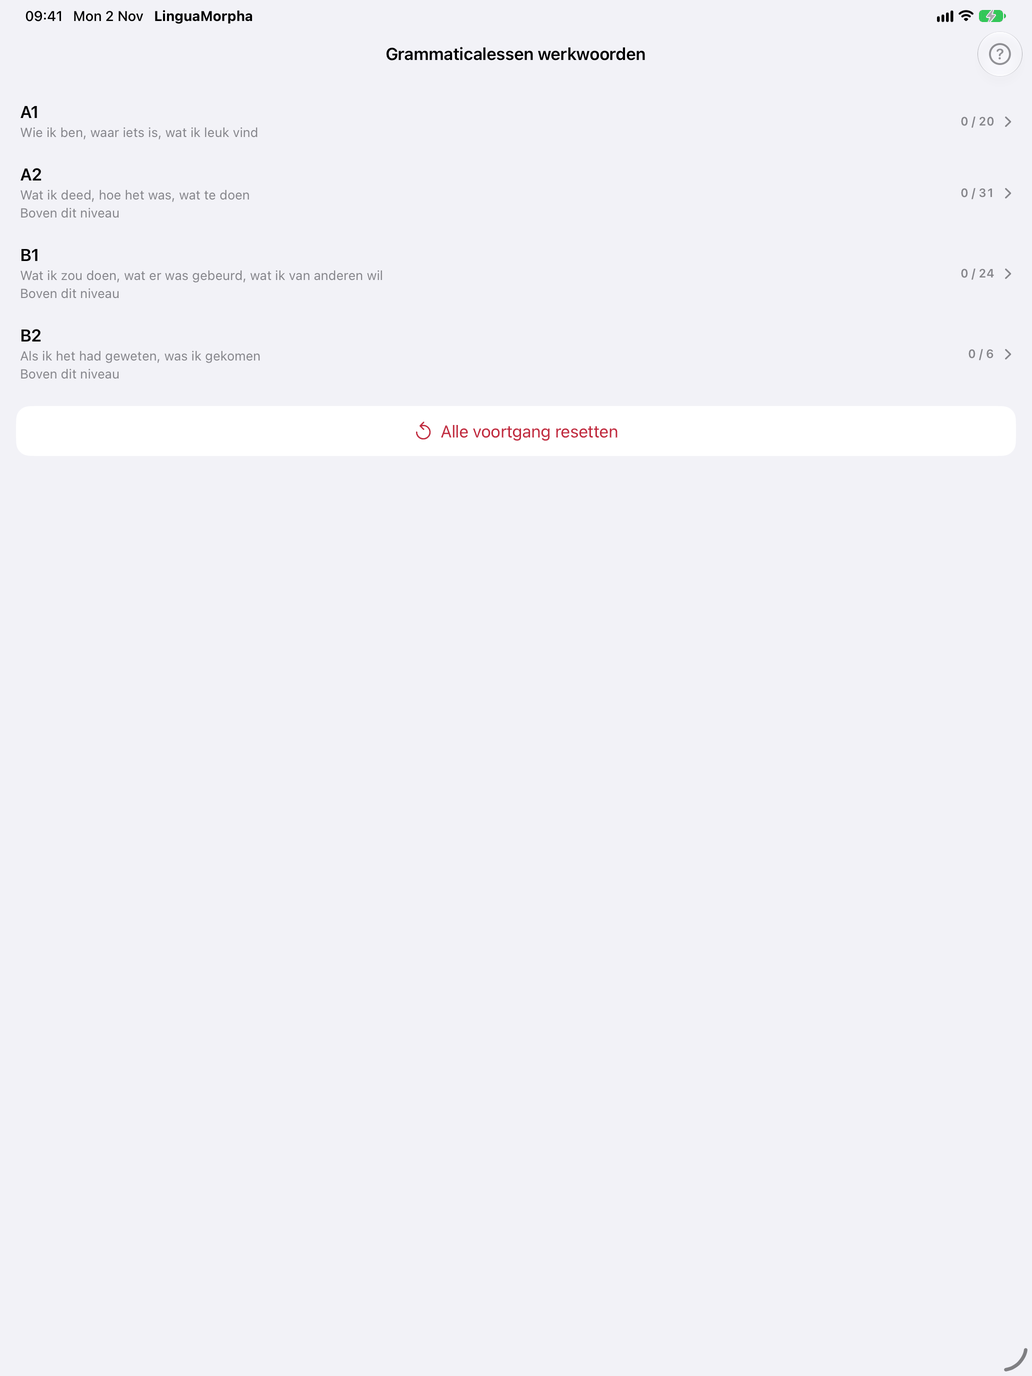 09:41 Mon 2 Nov LinguaMorpha
Grammaticalessen werkwoorden
A1
Wie ik ben, waar iets is, wat ik leuk vind
0 / 20
A2
Wat ik deed, hoe het was, wat te doen
Boven dit niveau
0 / 31
B1
Wat ik zou doen, wat er was gebeurd, wat ik van anderen wil
Boven dit niveau
0 / 24
B2
Als ik het had geweten, was ik gekomen
Boven dit niveau
0 / 6
Alle voortgang resetten